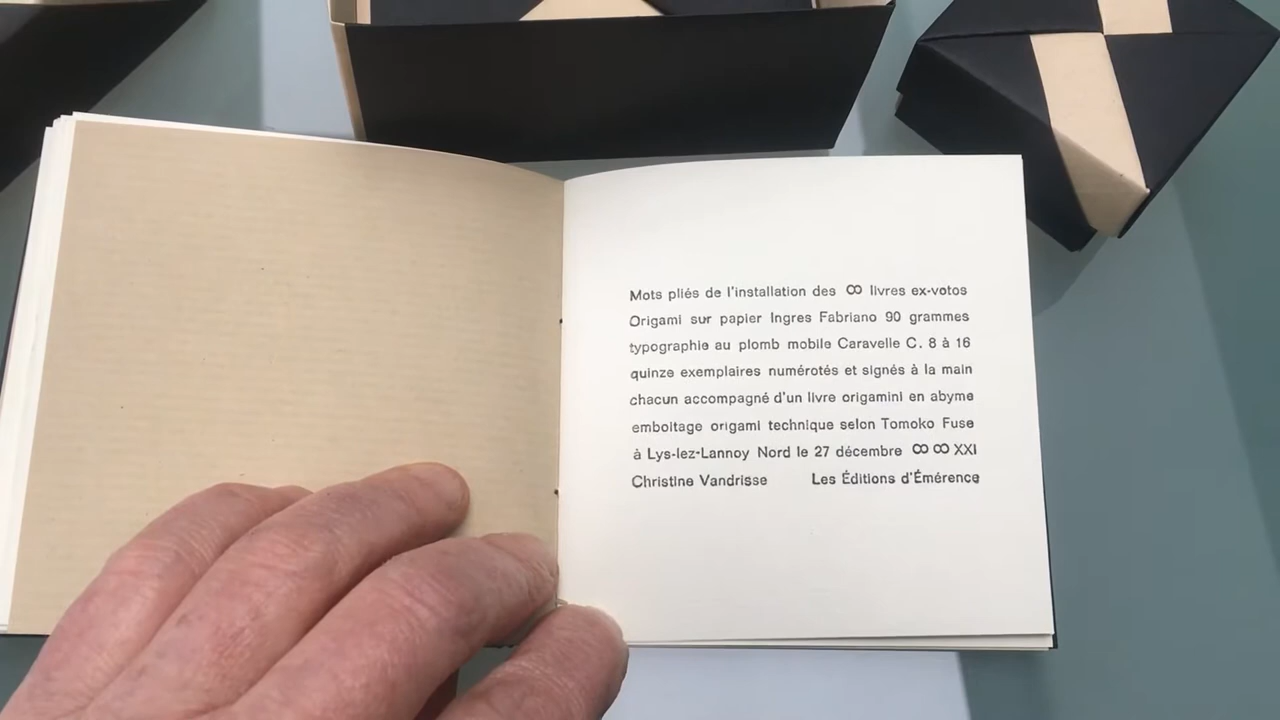 Mots pliés de l'installation des ∞ livres ex-votos
Origami sur papier Ingres Fabriano 90 grammes
typographie au plomb mobile Caravelle C. 8 à 16
quinze exemplaires numérotés et signés à la main
chacun accompagné d'un livre origamini en abyme
emboitage origami technique selon Tomoko Fuse
à Lys-lez-Lannoy Nord le 27 décembre ∞ ∞ XXI
Christine Vandrisse Les Éditions d'Émérence